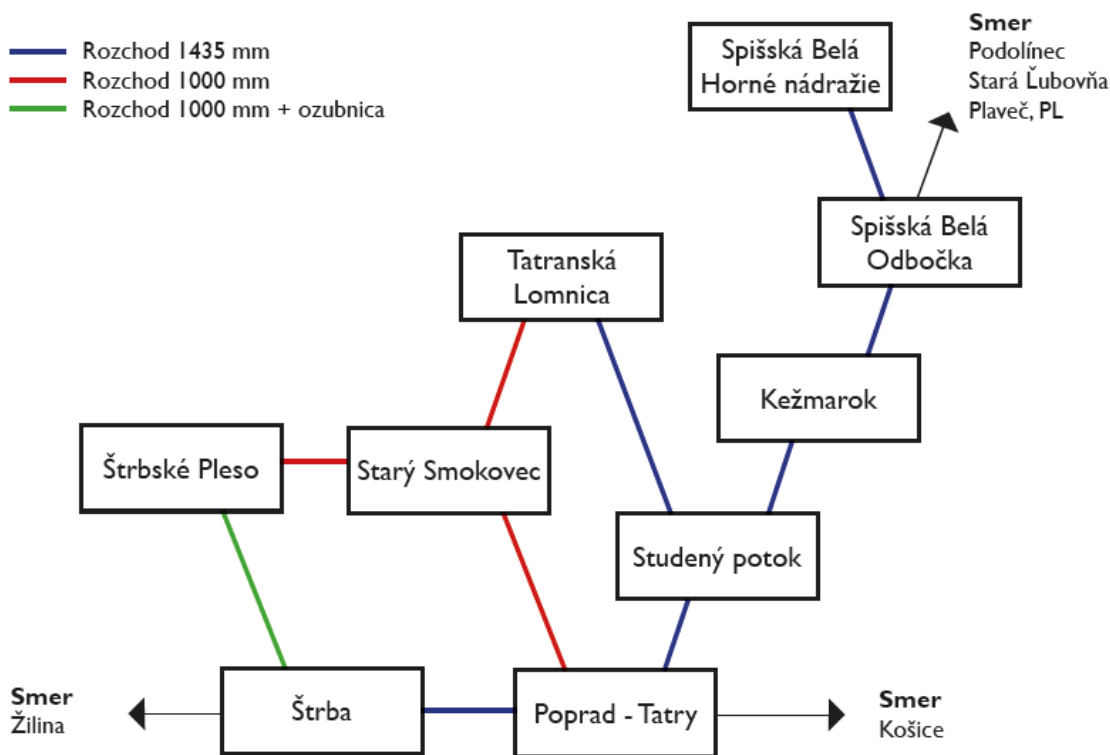 Rozchod 1435 mm
Rozchod 1000 mm
Rozchod 1000 mm + ozubnica
Spišská Belá
Horné nádražie
Smer
Podolínec
Stará Ľubovňa
Plaveč, PL
Spišská Belá
Odbočka
Tatranská
Lomnica
Kežmarok
Štrbské Pleso
Starý Smokovec
Studený potok
Smer
Žilina
Štrba
Poprad - Tatry
Smer
Košice